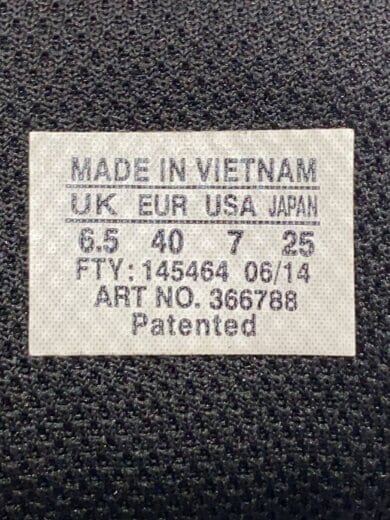 MADE IN VIETNAM
UK EUR USA JAPAN
6.5 40 7 25
FTY: 145464 06/14
ART NO. 366788
Patented